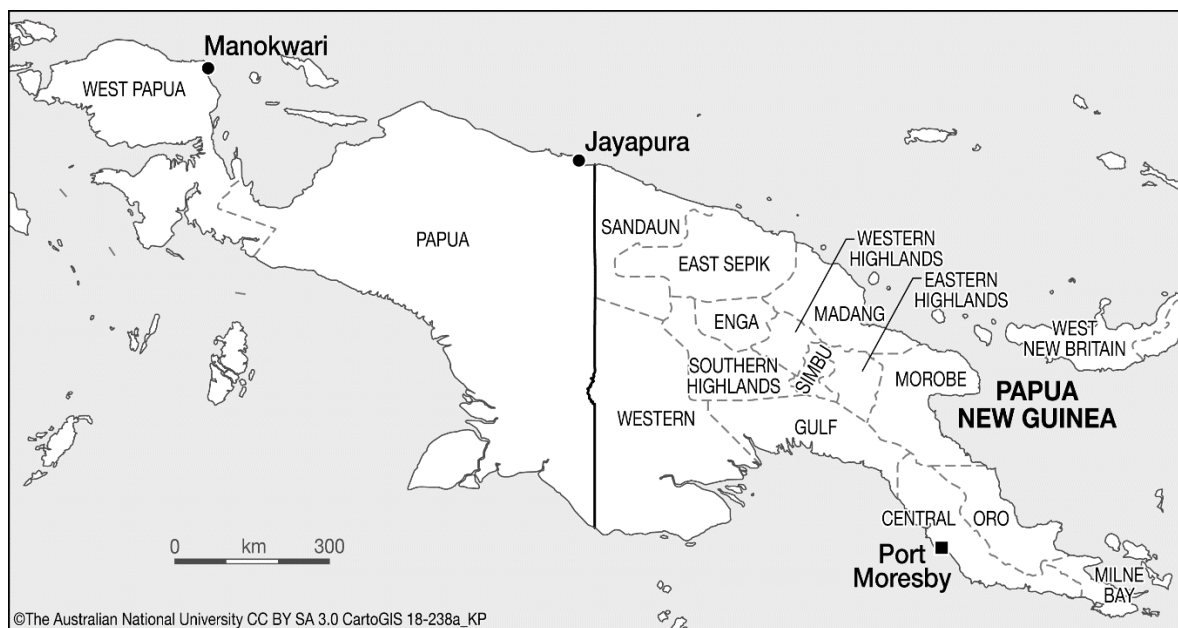 Manokwari
WEST PAPUA
Jayapura
PAPUA
SANDAUN
EAST SEPIK
WESTERN
HIGHLANDS
EASTERN
HIGHLANDS
ENGA
MADANG
WEST
NEW BRITAIN
SOUTHERN
HIGHLANDS
SIMBU
MOROBE
PAPUA
NEW GUINEA
WESTERN
GULF
CENTRAL
ORO
Port
Moresby
MILNE
BAY
0 km 300
©The Australian National University CC BY SA 3.0 CartoGIS 18-238a_KP